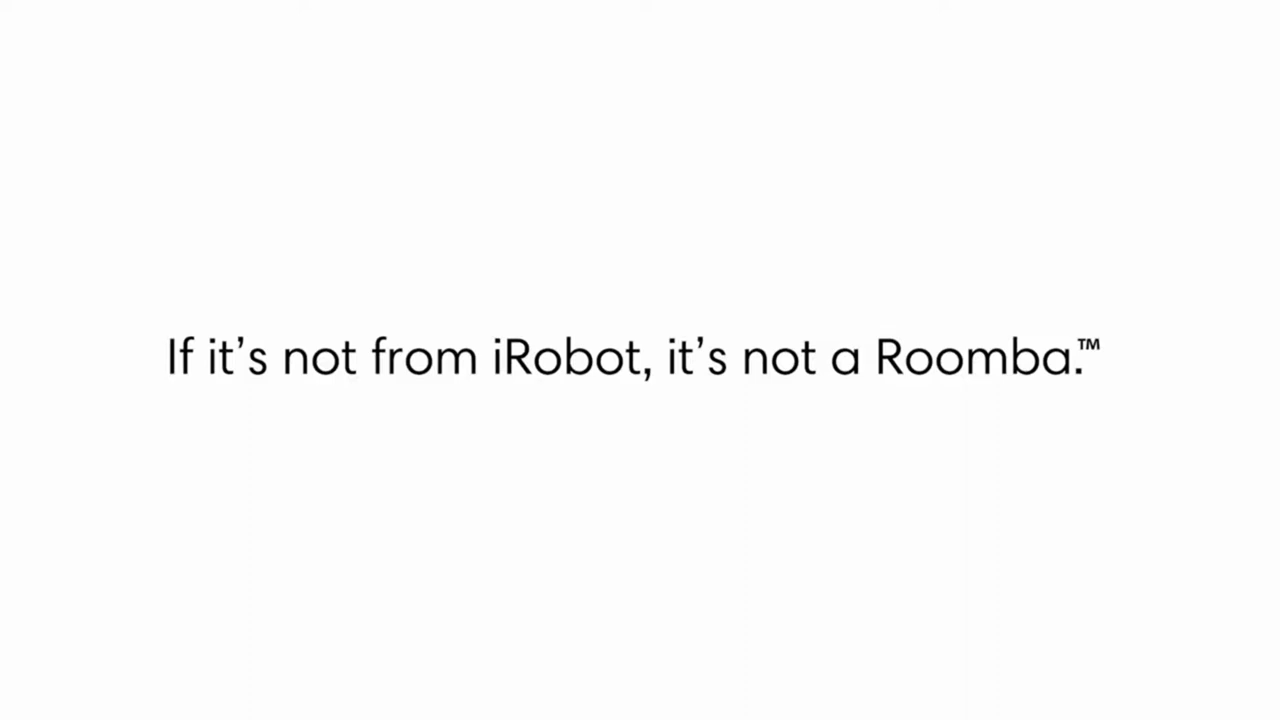 If it’s not from iRobot, it’s not a Roomba.™